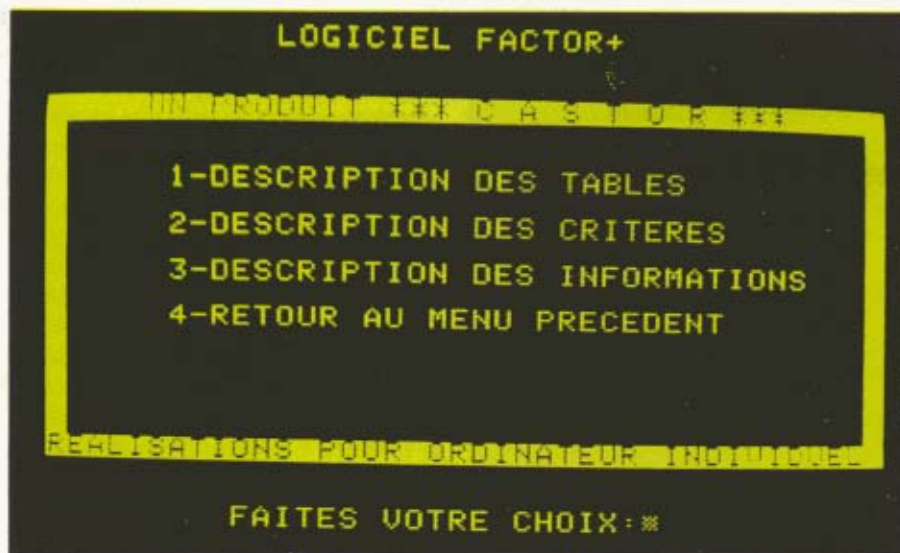 LOGICIEL FACTOR+
UN PRODUIT *** C A S T O R ***
1-DESCRIPTION DES TABLES
2-DESCRIPTION DES CRITERES
3-DESCRIPTION DES INFORMATIONS
4-RETOUR AU MENU PRECEDENT
REALISATIONS POUR ORDINATEUR INDIVIDUEL
FAITES VOTRE CHOIX: